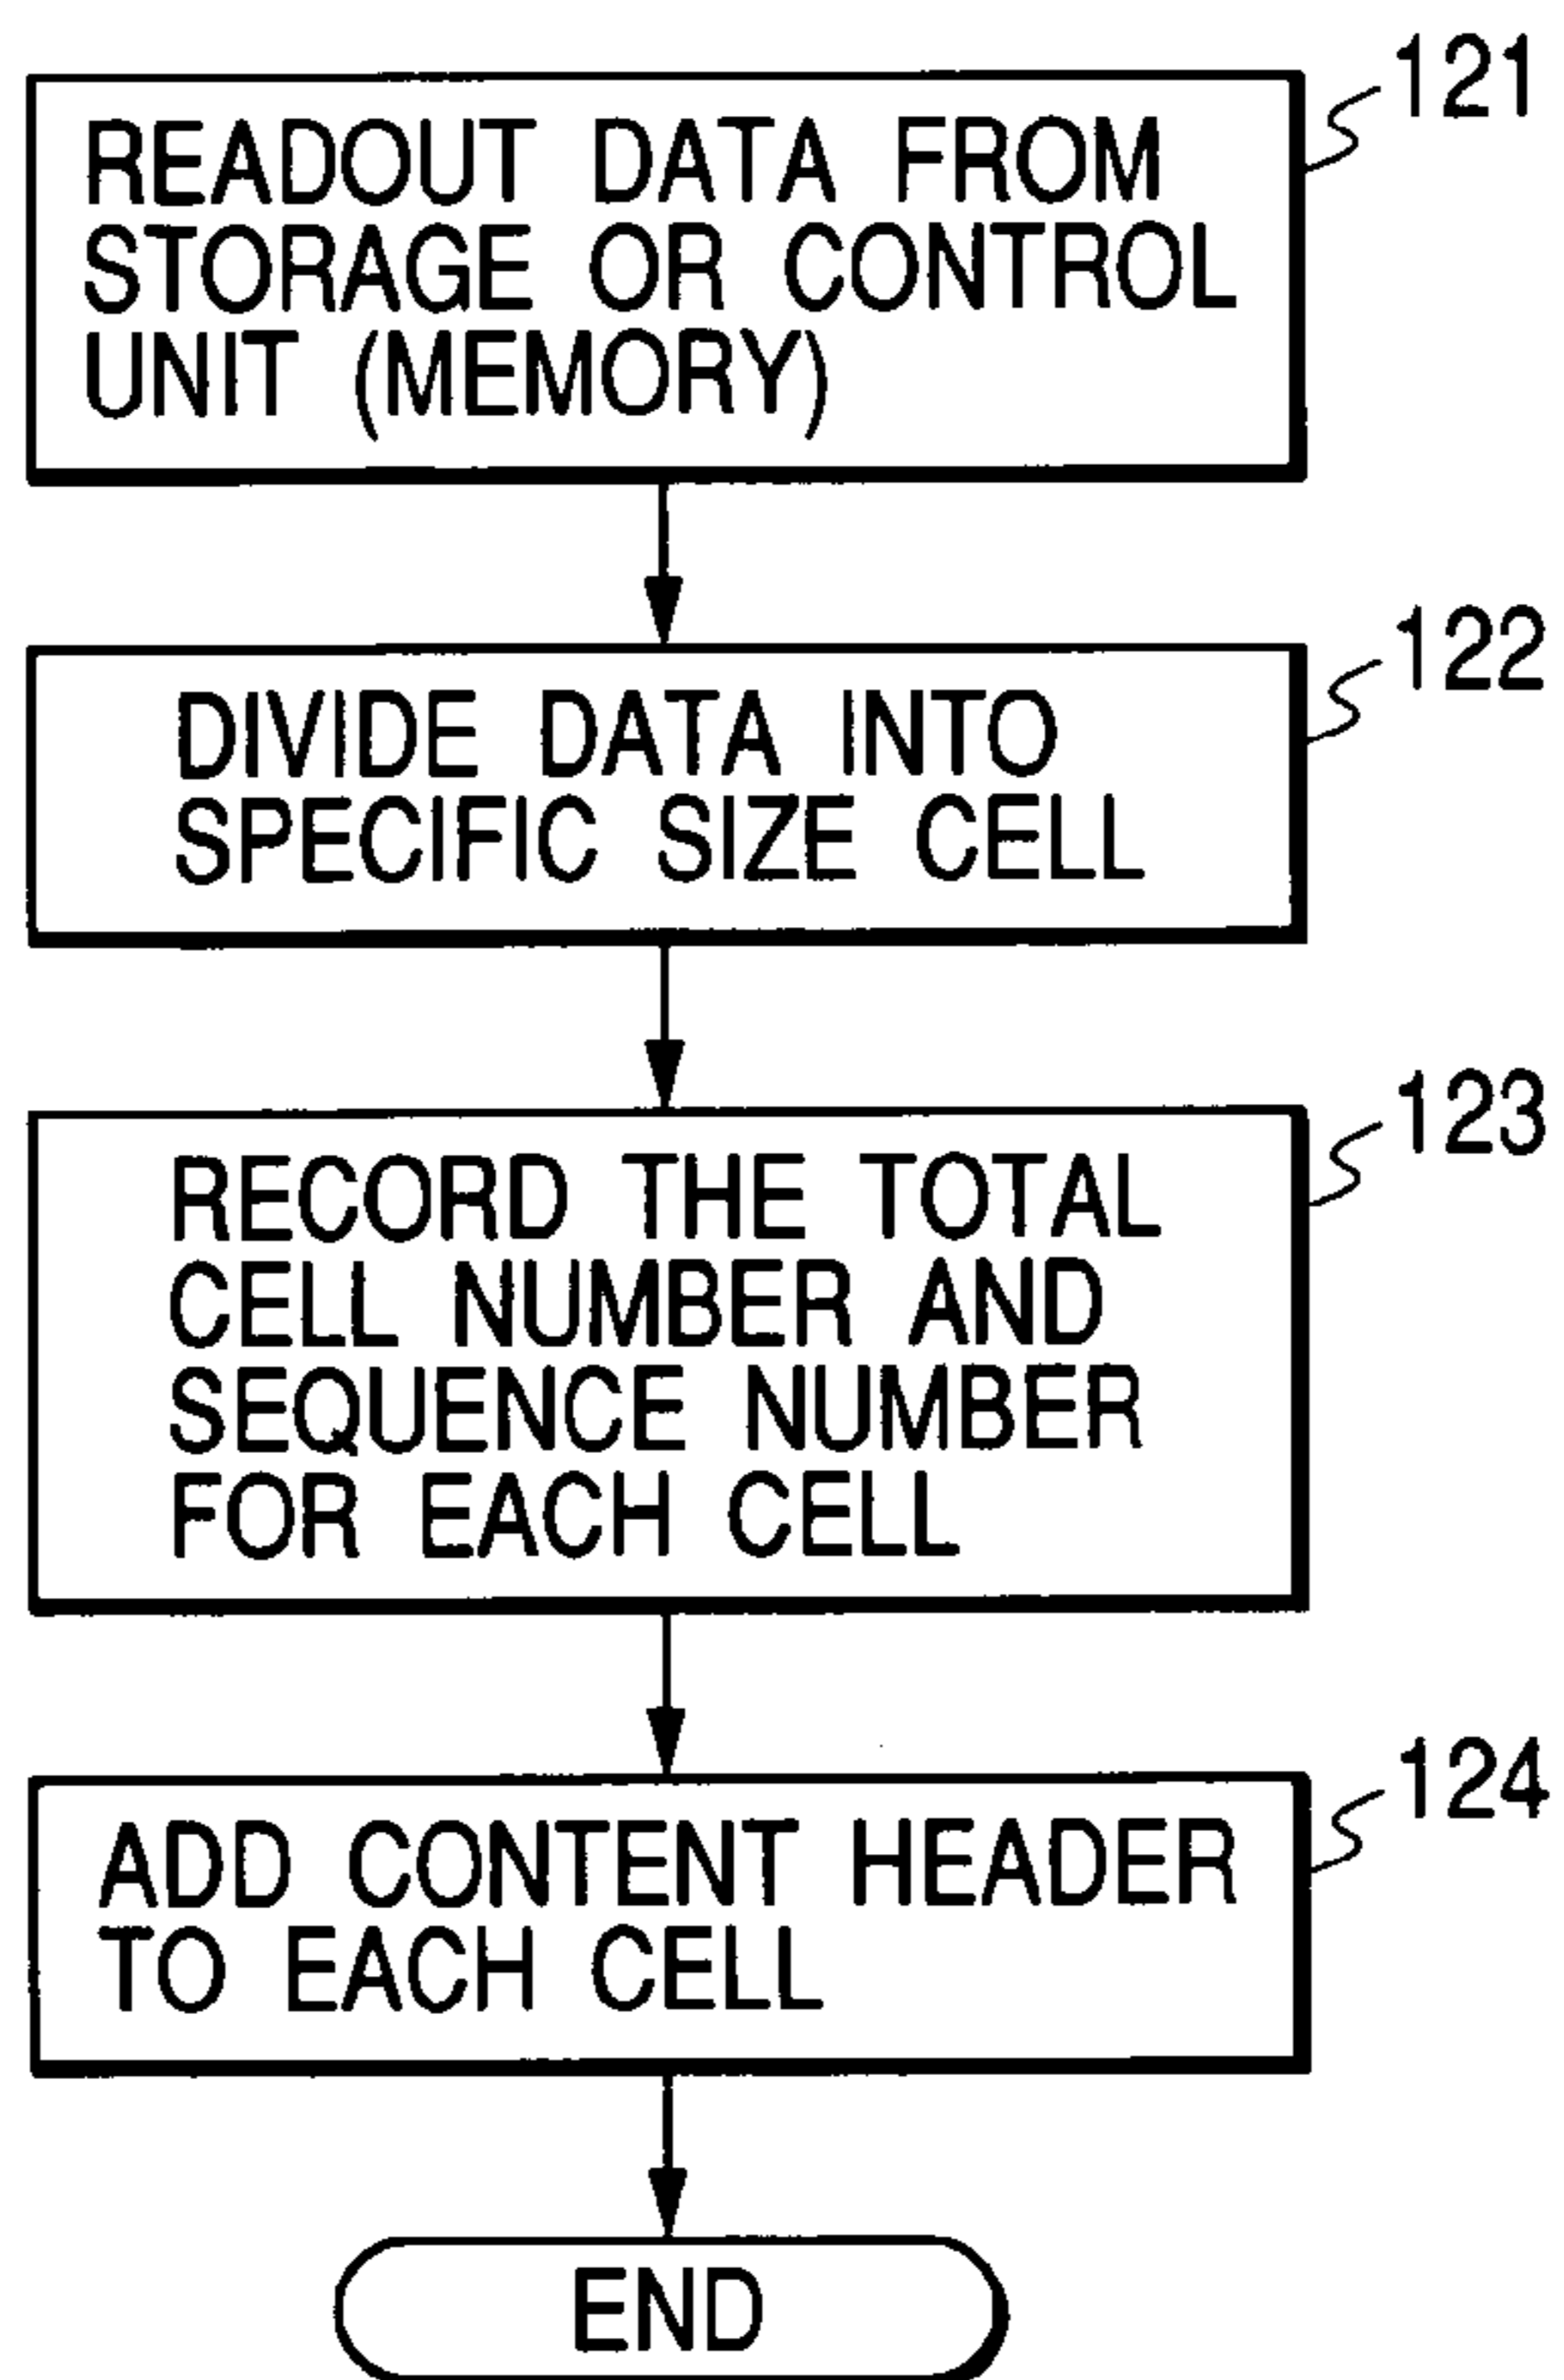 121
READOUT DATA FROM
STORAGE OR CONTROL
UNIT (MEMORY)
122
DIVIDE DATA INTO
SPECIFIC SIZE CELL
123
RECORD THE TOTAL
CELL NUMBER AND
SEQUENCE NUMBER
FOR EACH CELL
124
ADD CONTENT HEADER
TO EACH CELL
END